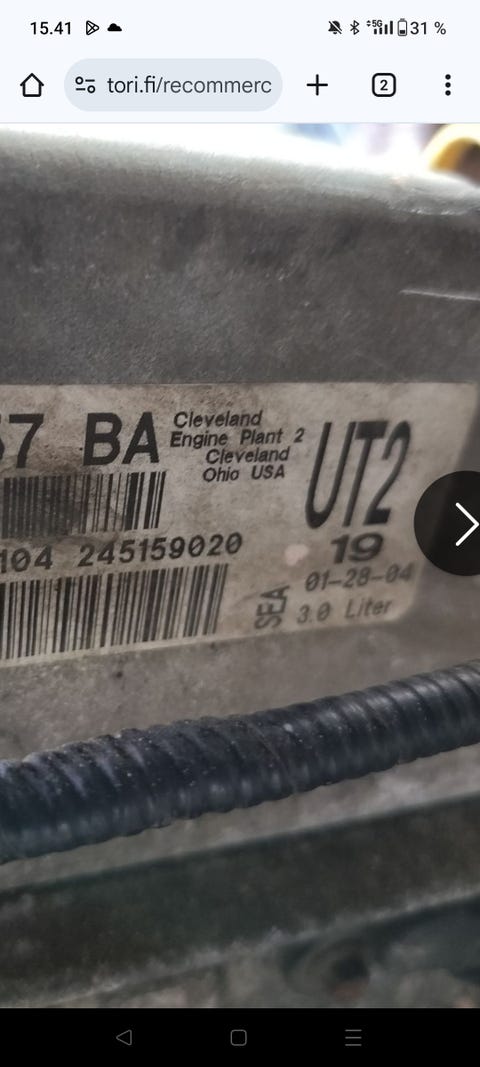 15.41
5G
31 %
tori.fi/recommerc
2
7 BA
Cleveland
Engine Plant 2
Cleveland
Ohio USA
UT2
19
104 245159020
01-28-04
SEA
3.0 Liter